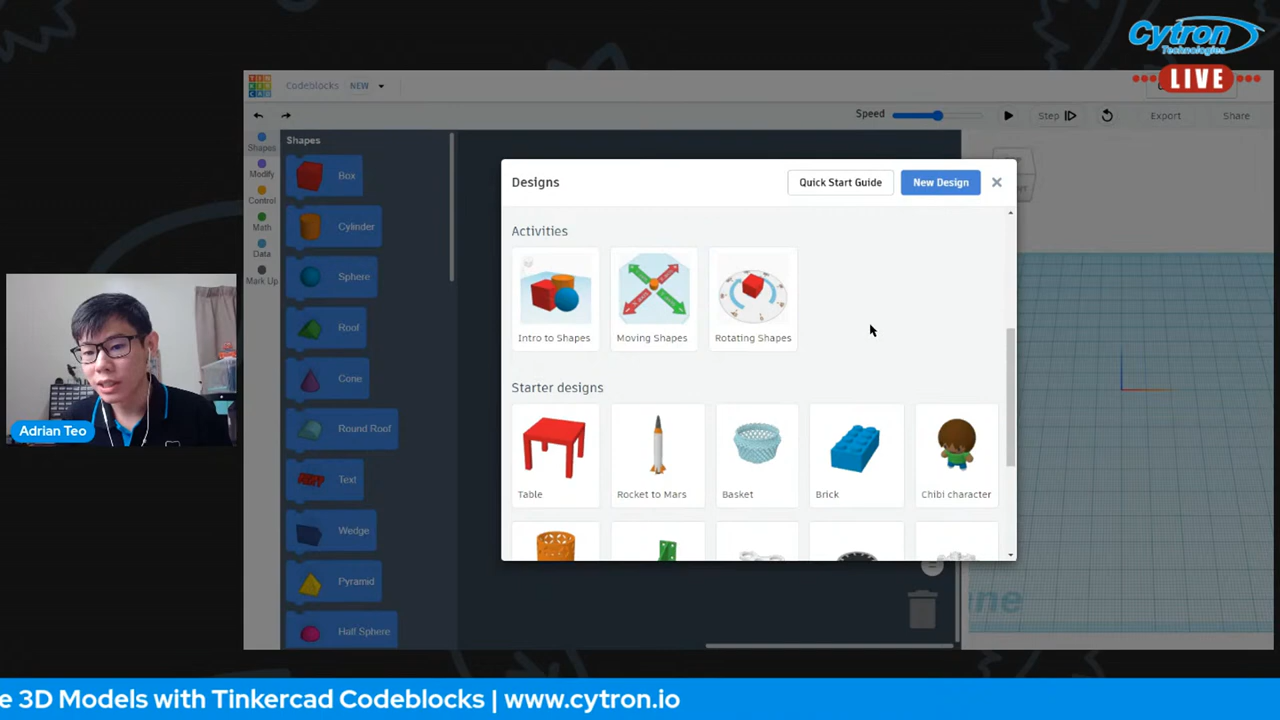 Cytron
Technologies
LIVE
TIN
KER
CAD
Codeblocks NEW
Speed
Step
Export
Share
Shapes
Modify
Control
Math
Data
Mark Up
Shapes
Box
Cylinder
Sphere
Roof
Cone
Round Roof
Text
Wedge
Pyramid
Half Sphere
Designs
Quick Start Guide
New Design
Activities
Intro to Shapes
Moving Shapes
Rotating Shapes
Starter designs
Table
Rocket to Mars
Basket
Brick
Chibi character
Adrian Teo
e 3D Models with Tinkercad Codeblocks | www.cytron.io